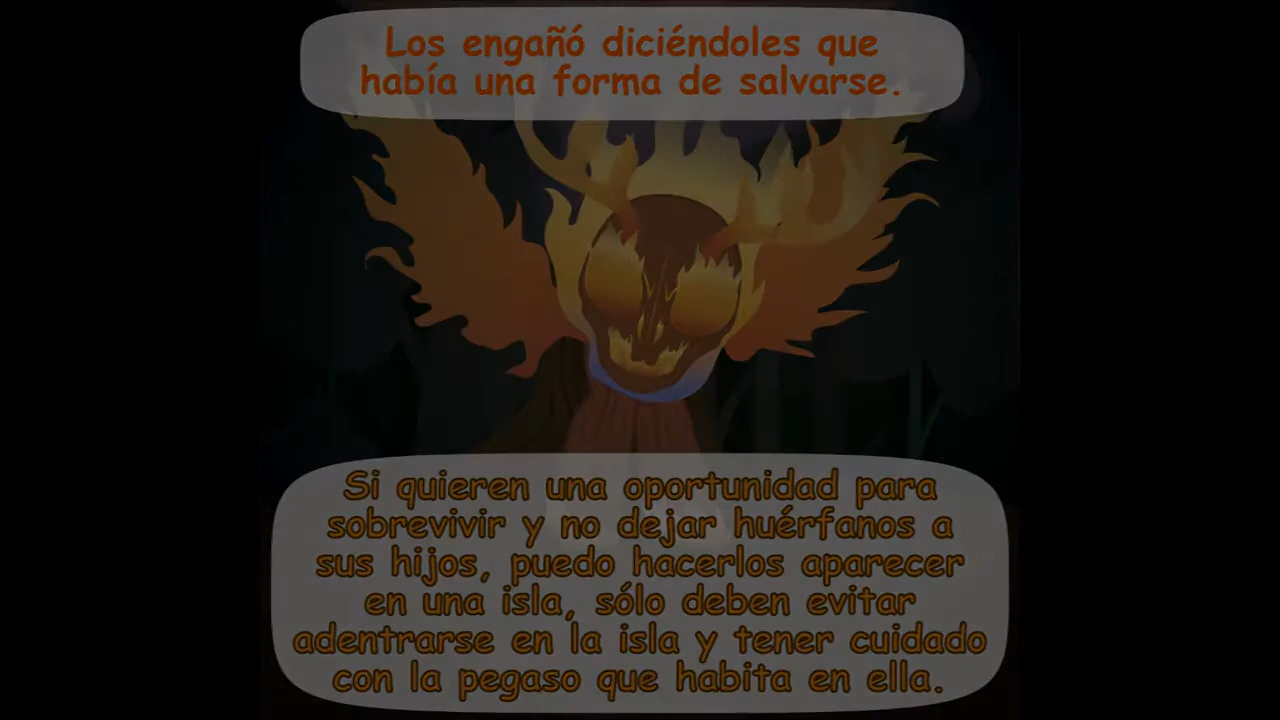 Los engañó diciéndoles que
había una forma de salvarse.
Si quieren una oportunidad para
sobrevivir y no dejar huérfanos a
sus hijos, puedo hacerlos aparecer
en una isla, sólo deben evitar
adentrarse en la isla y tener cuidado
con la pegaso que habita en ella.